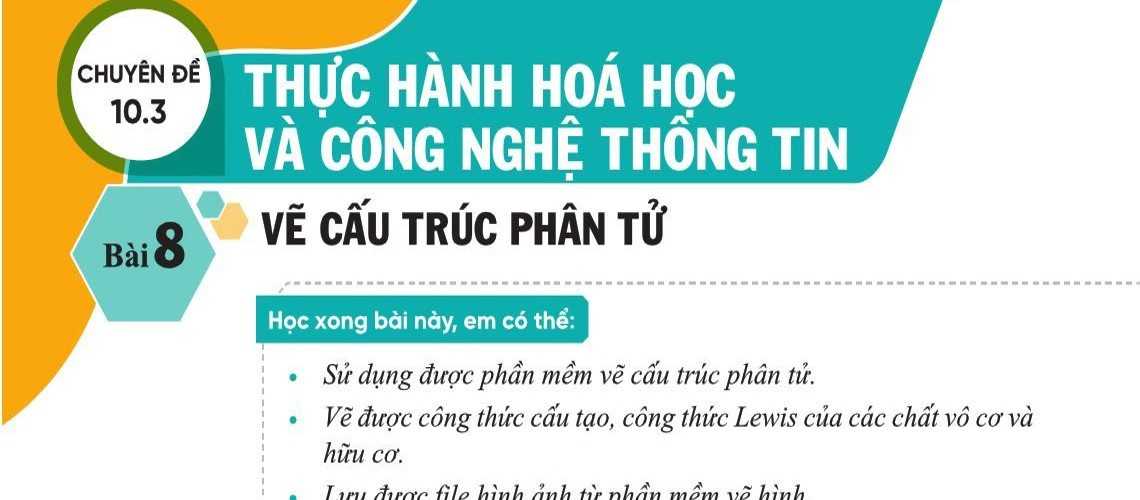 CHUYÊN ĐỀ
10.3
THỰC HÀNH HOÁ HỌC
VÀ CÔNG NGHỆ THÔNG TIN
Bài 8
VẼ CẤU TRÚC PHÂN TỬ
Học xong bài này, em có thể:
• Sử dụng được phần mềm vẽ cấu trúc phân tử.
• Vẽ được công thức cấu tạo, công thức Lewis của các chất vô cơ và
hữu cơ.
• Lưu được file hình ảnh từ phần mềm vẽ hình.